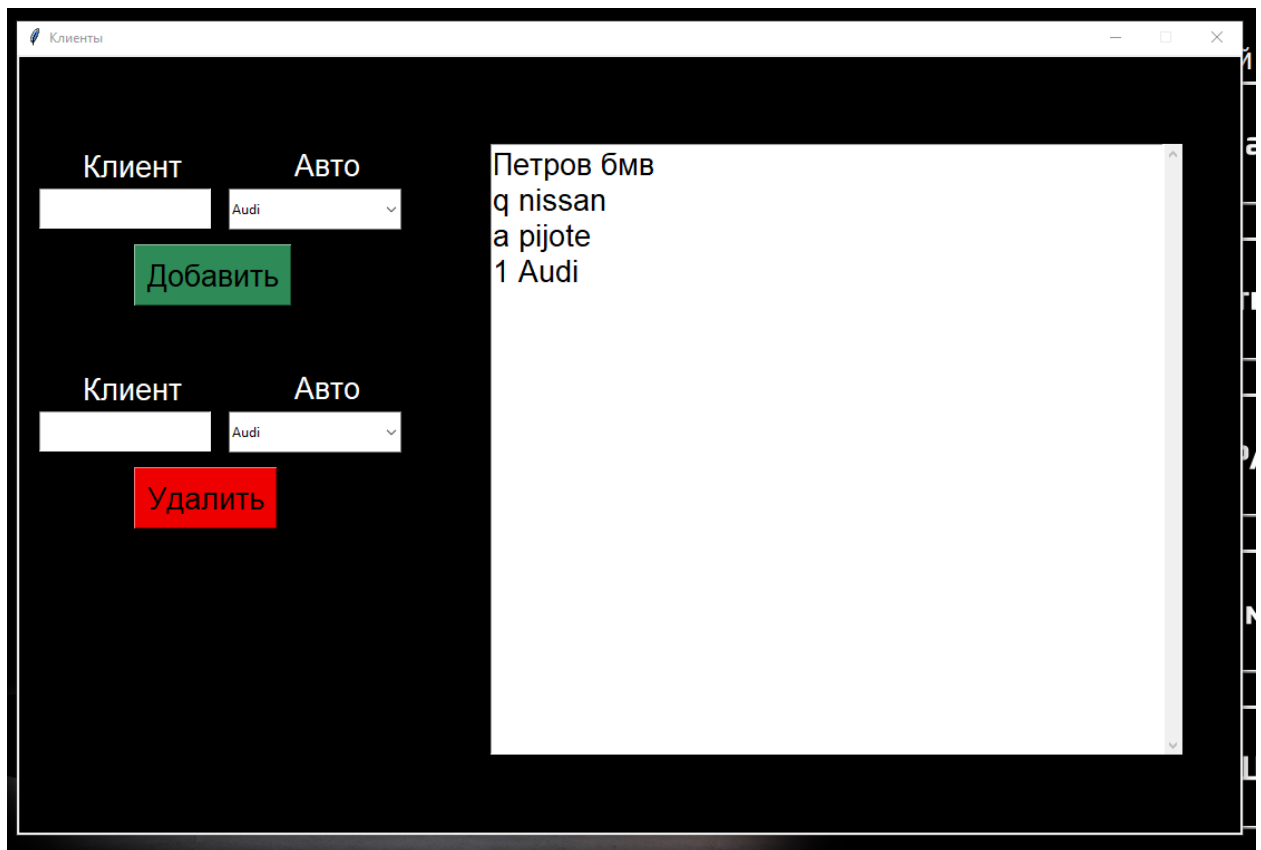 Клиенты
Клиент Авто
Audi
Добавить
Клиент Авто
Audi
Удалить
Петров бмв
q nissan
a pijote
1 Audi